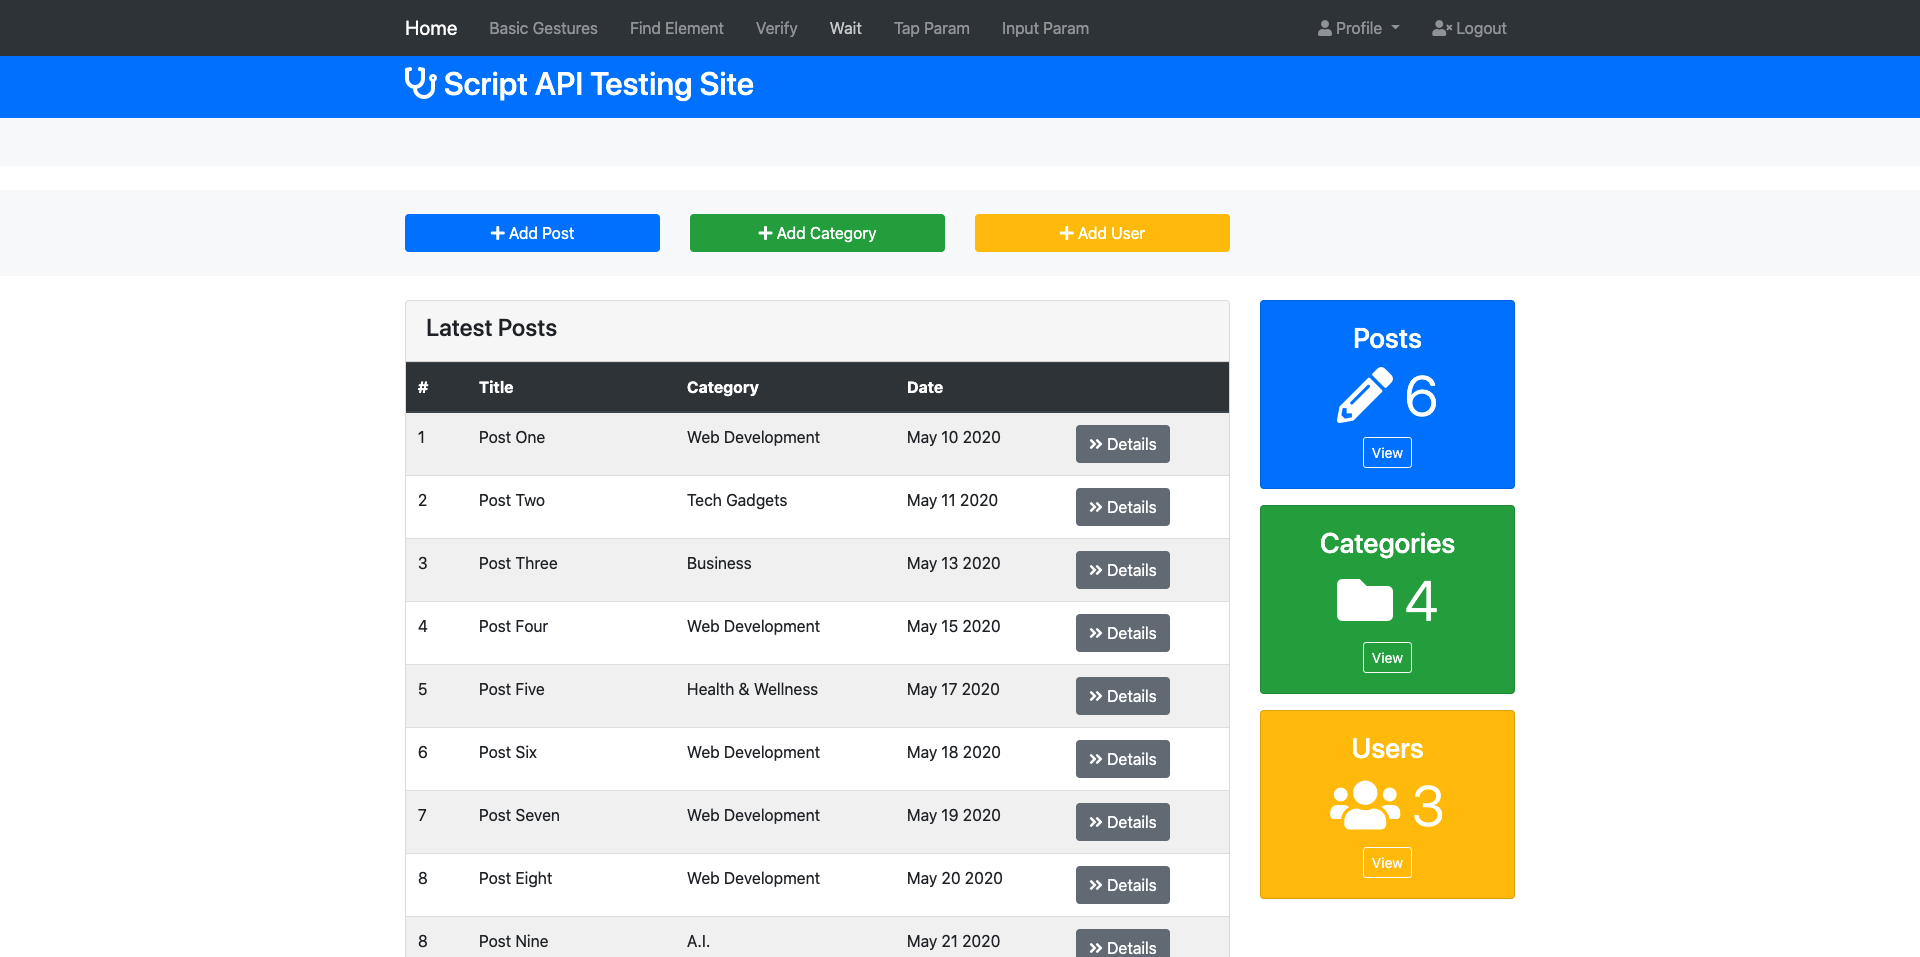 Home Basic Gestures Find Element Verify Wait Tap Param Input Param Profile Logout
Script API Testing Site
Add Post Add Category Add User
Latest Posts
# Title Category Date
1 Post One Web Development May 10 2020 Details
2 Post Two Tech Gadgets May 11 2020 Details
3 Post Three Business May 13 2020 Details
4 Post Four Web Development May 15 2020 Details
5 Post Five Health & Wellness May 17 2020 Details
6 Post Six Web Development May 18 2020 Details
7 Post Seven Web Development May 19 2020 Details
8 Post Eight Web Development May 20 2020 Details
8 Post Nine A.I. May 21 2020 Details
Posts
6
View
Categories
4
View
Users
3
View